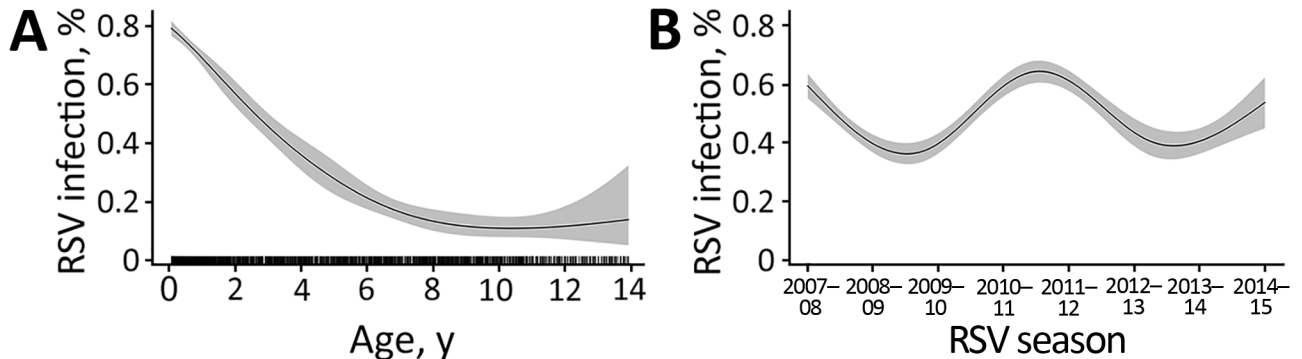 A
RSV infection, %
0.8
0.6
0.4
0.2
0
0 2 4 6 8 10 12 14
Age, y
B
RSV infection, %
0.8
0.6
0.4
0.2
0
2007– 2008– 2009– 2010– 2011– 2012– 2013– 2014–
08 09 10 11 12 13 14 15
RSV season